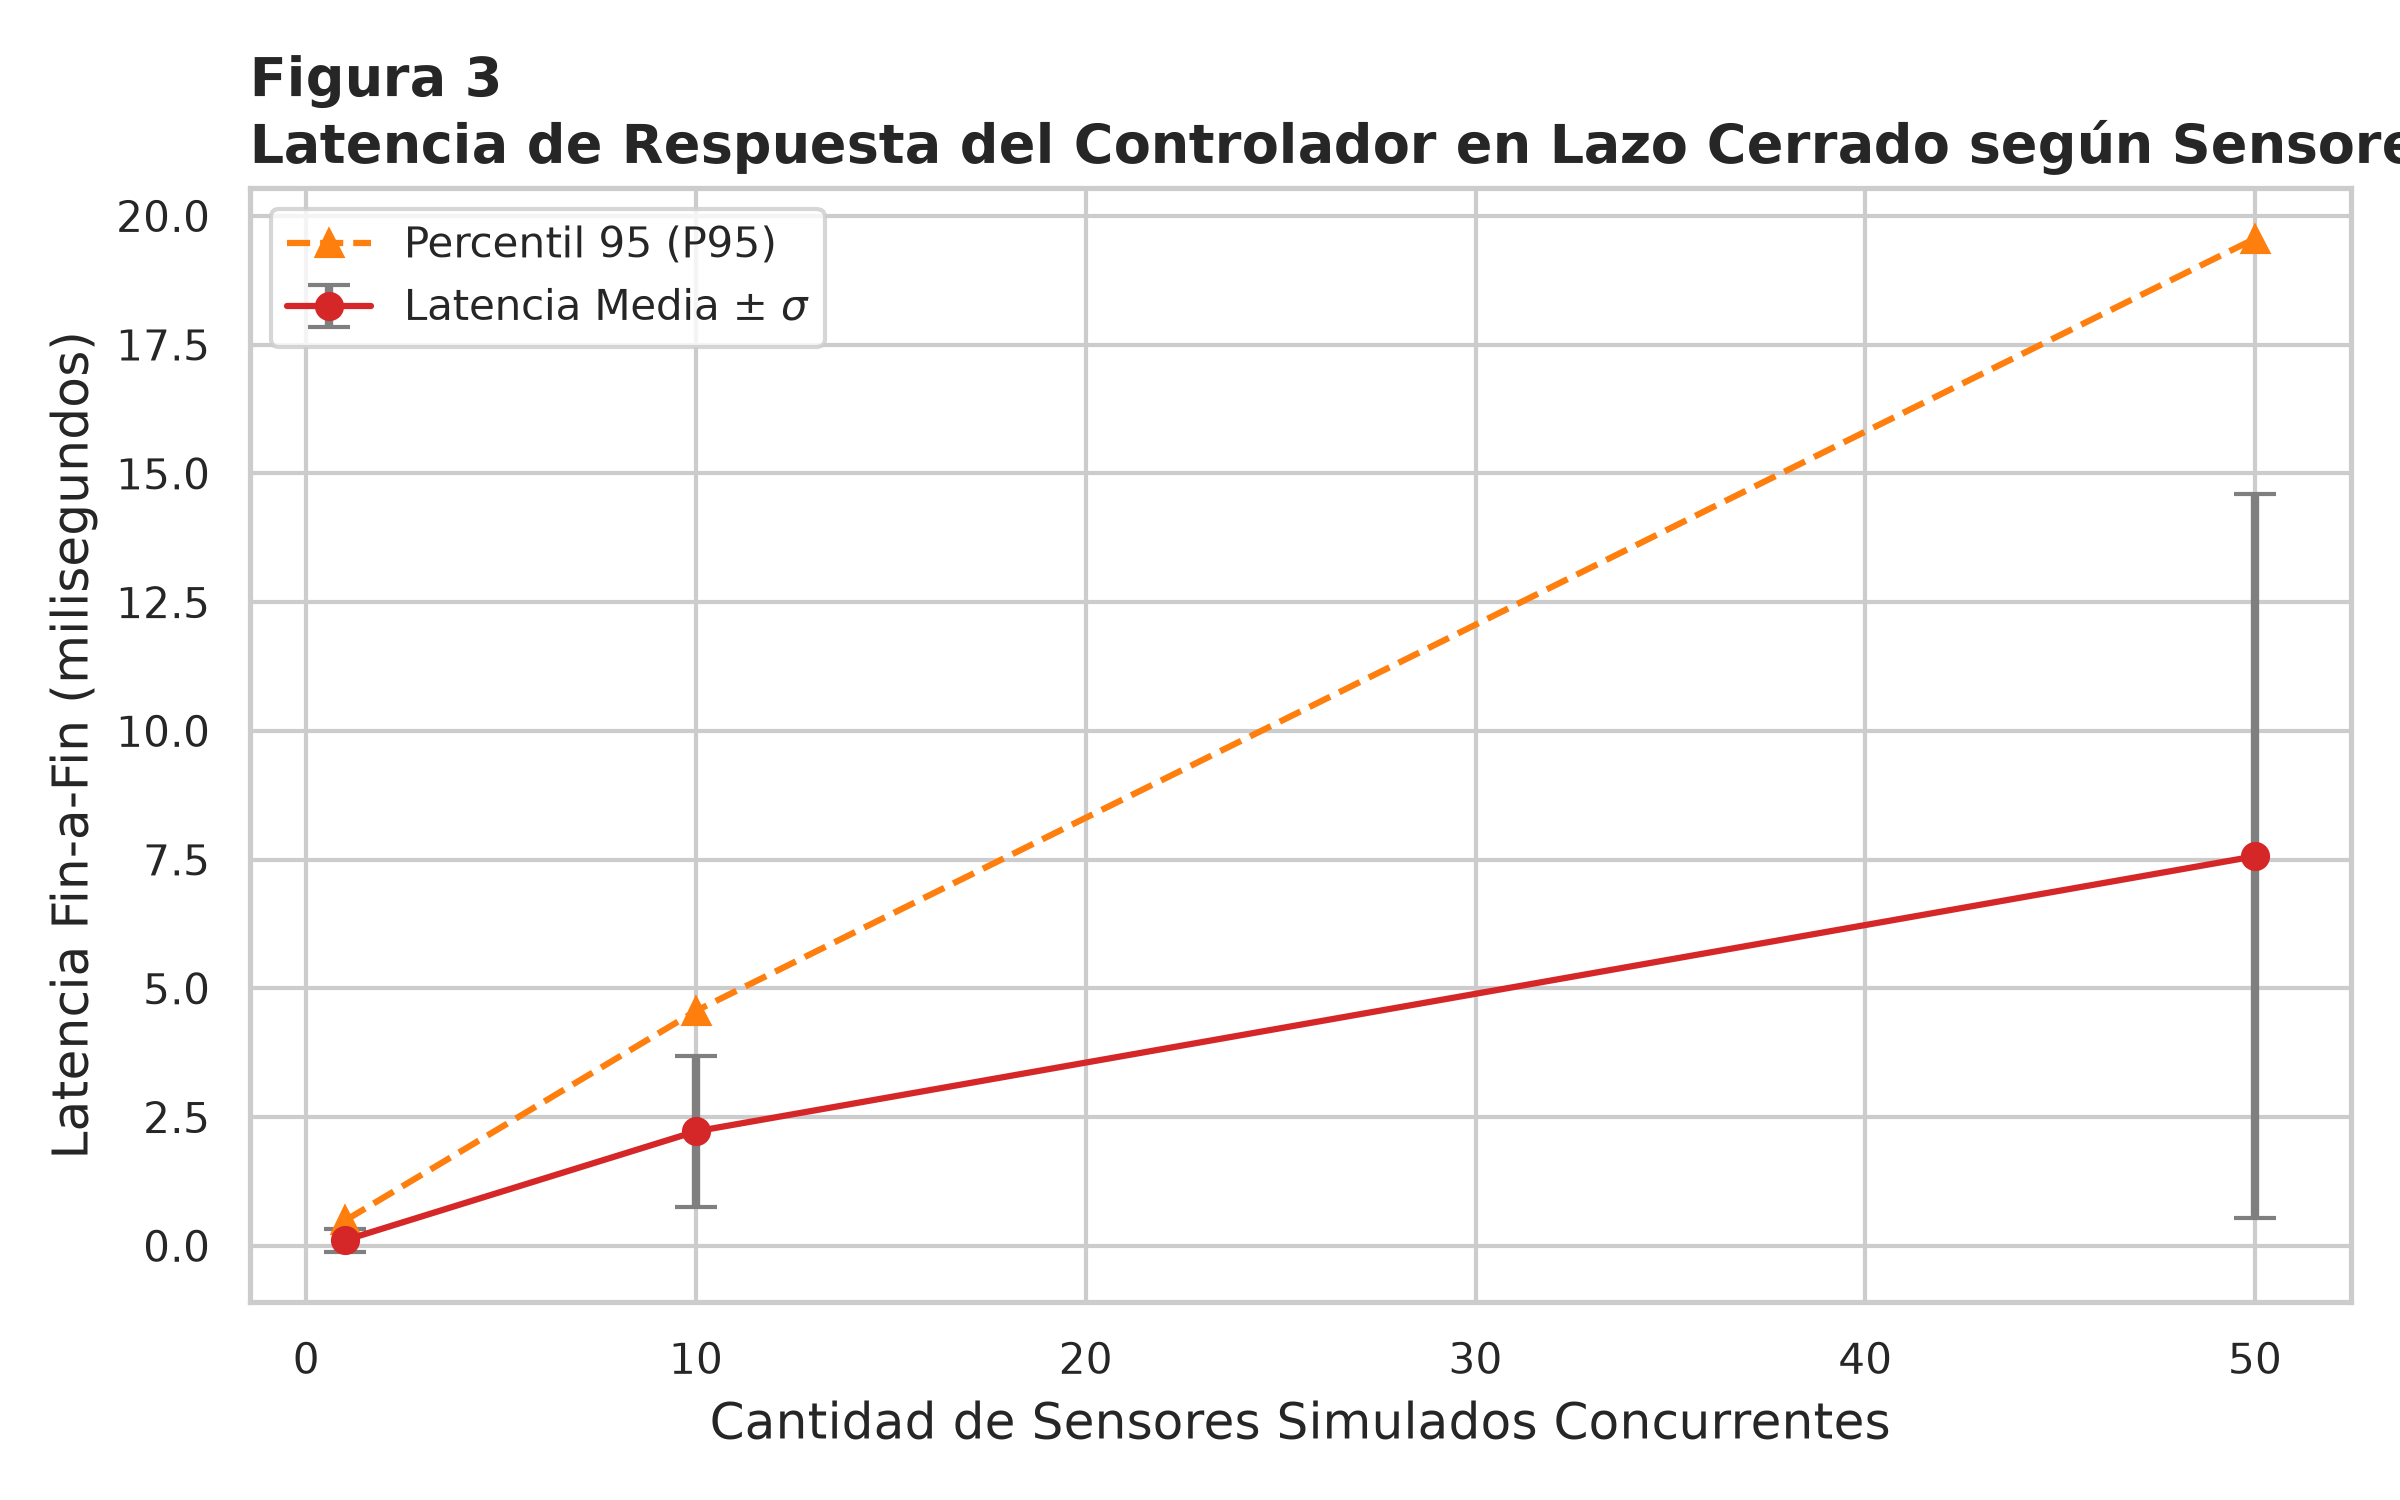 Figura 3
Latencia de Respuesta del Controlador en Lazo Cerrado según Sensore
Percentil 95 (P95)
Latencia Media ± σ
Latencia Fin-a-Fin (milisegundos)
20.0
17.5
15.0
12.5
10.0
7.5
5.0
2.5
0.0
0 10 20 30 40 50
Cantidad de Sensores Simulados Concurrentes